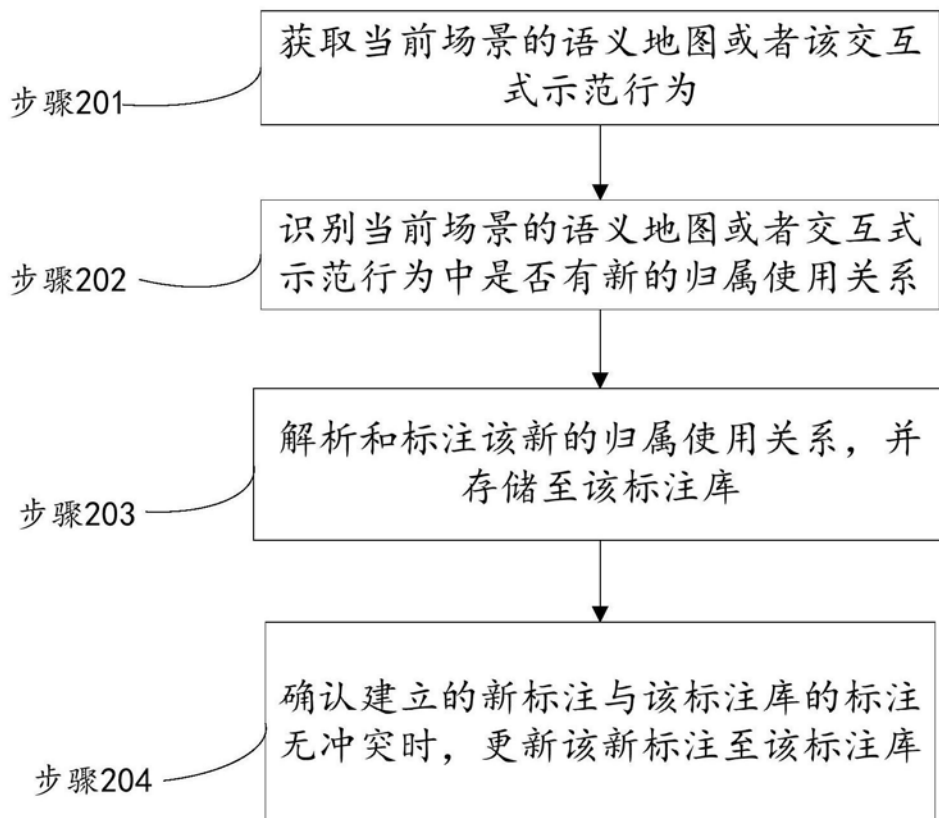 获取当前场景的语义地图或者该交互
式示范行为
步骤201
识别当前场景的语义地图或者交互式
示范行为中是否有新的归属使用关系
步骤202
解析和标注该新的归属使用关系，并
存储至该标注库
步骤203
确认建立的新标注与该标注库的标注
无冲突时，更新该新标注至该标注库
步骤204